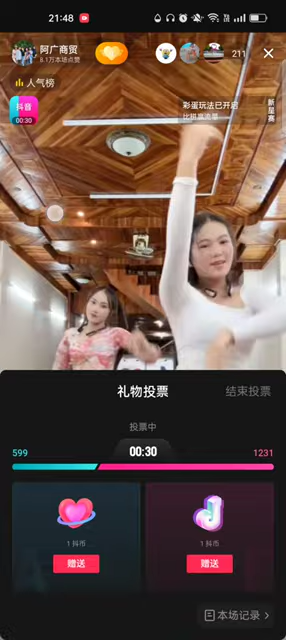 21:48
阿广商贸
8.1万本场点赞
211
人气榜
抖音
00:30
彩蛋玩法已开启
比拼赢流量
新星赛
礼物投票
结束投票
投票中
599
00:30
1231
1 抖币
1 抖币
赠送
赠送
本场记录